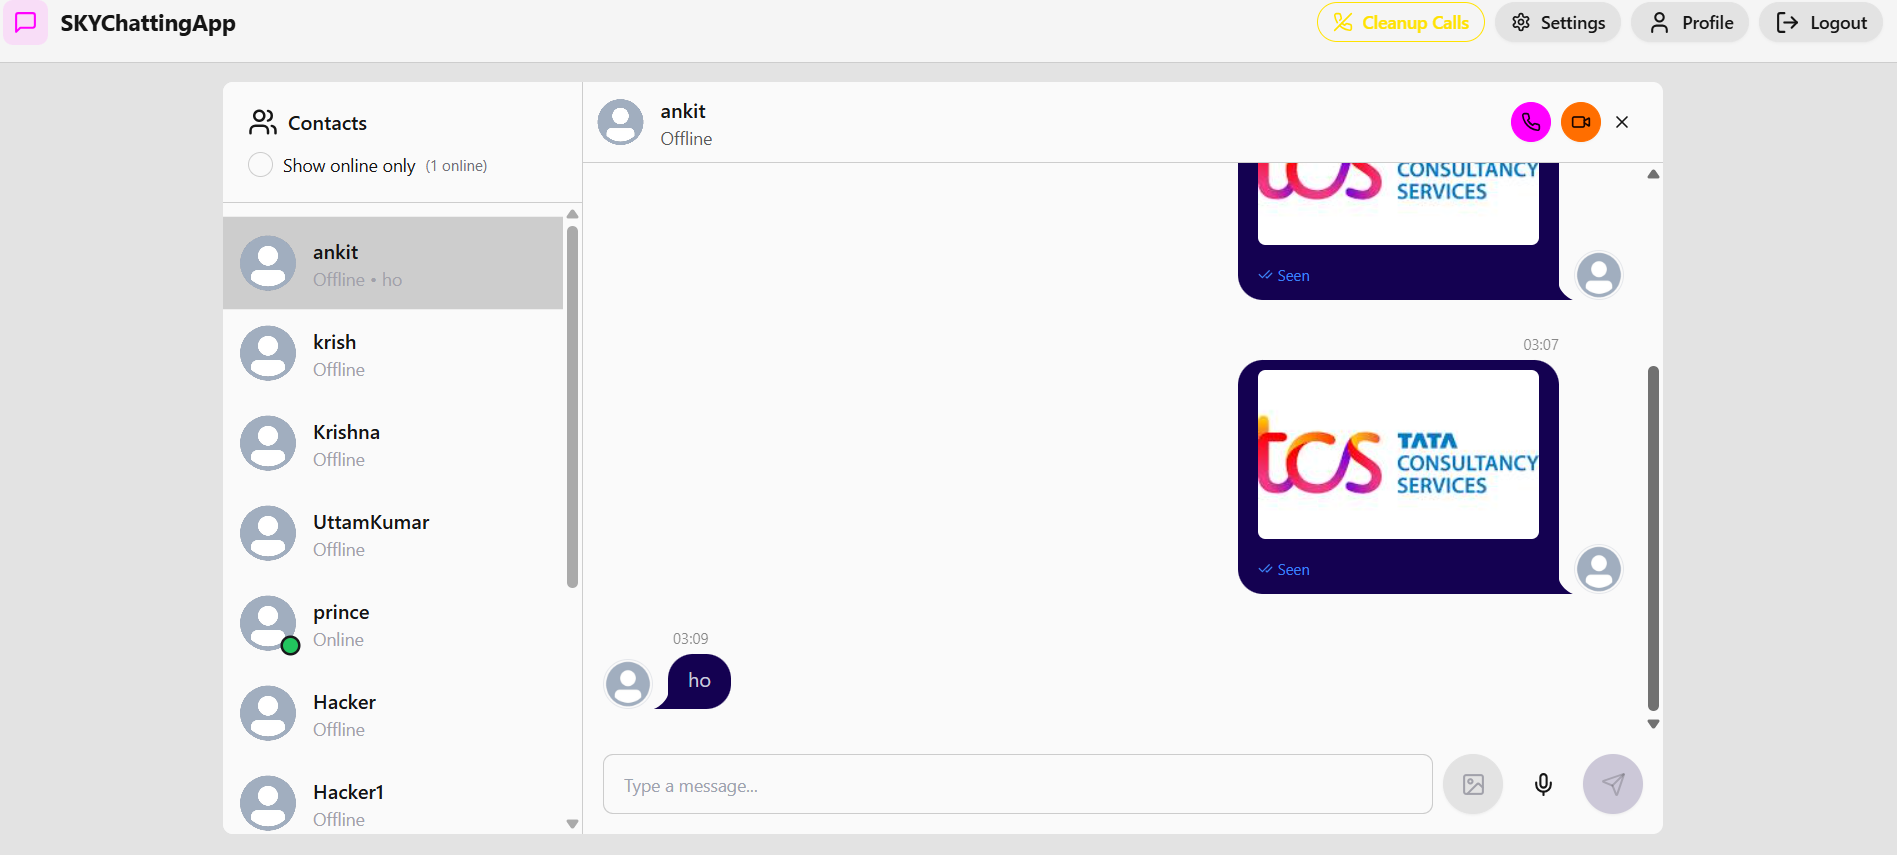 SKYChattingApp
Cleanup Calls
Settings
Profile
Logout
Contacts
Show online only (1 online)
ankit
Offline • ho
krish
Offline
Krishna
Offline
UttamKumar
Offline
prince
Online
Hacker
Offline
Hacker1
Offline
ankit
Offline
tcs
CONSULTANCY
SERVICES
Seen
03:07
tcs
TATA
CONSULTANCY
SERVICES
Seen
03:09
ho
Type a message...